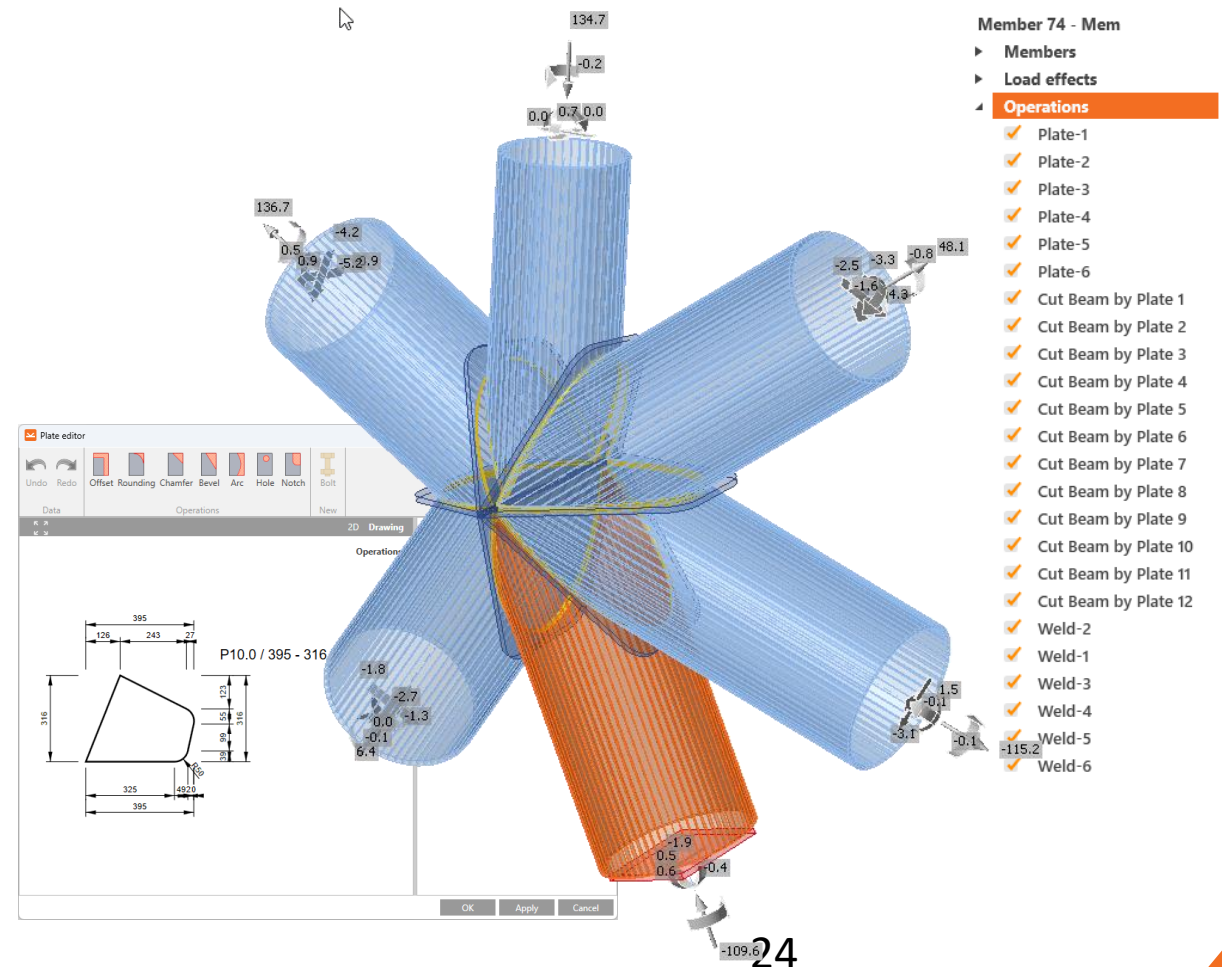 134.7
-0.2
0.0
0.7
0.0
136.7
-4.2
0.5
0.9
-5.2
3.9
48.1
-0.8
-3.3
-2.5
-1.6
4.3
Member 74 - Mem
Members
Load effects
Operations
Plate-1
Plate-2
Plate-3
Plate-4
Plate-5
Plate-6
Cut Beam by Plate 1
Cut Beam by Plate 2
Cut Beam by Plate 3
Cut Beam by Plate 4
Cut Beam by Plate 5
Cut Beam by Plate 6
Cut Beam by Plate 7
Cut Beam by Plate 8
Cut Beam by Plate 9
Cut Beam by Plate 10
Cut Beam by Plate 11
Cut Beam by Plate 12
Weld-2
Weld-1
Weld-3
Weld-4
Weld-5
Weld-6
Plate editor
Undo Redo Offset Rounding Chamfer Bevel Arc Hole Notch Bolt
Data Operations New
2D Drawing
Operations
395
126 243 27
P10.0 / 395 - 316
316
123
55
99
39
316
R50
325 49 20
395
-1.8
-2.7
-1.3
0.0
-0.1
6.4
1.5
-0.1
-3.1
-0.1
-115.2
-1.9
0.5
0.6
-0.4
-109.6
OK Apply Cancel
24